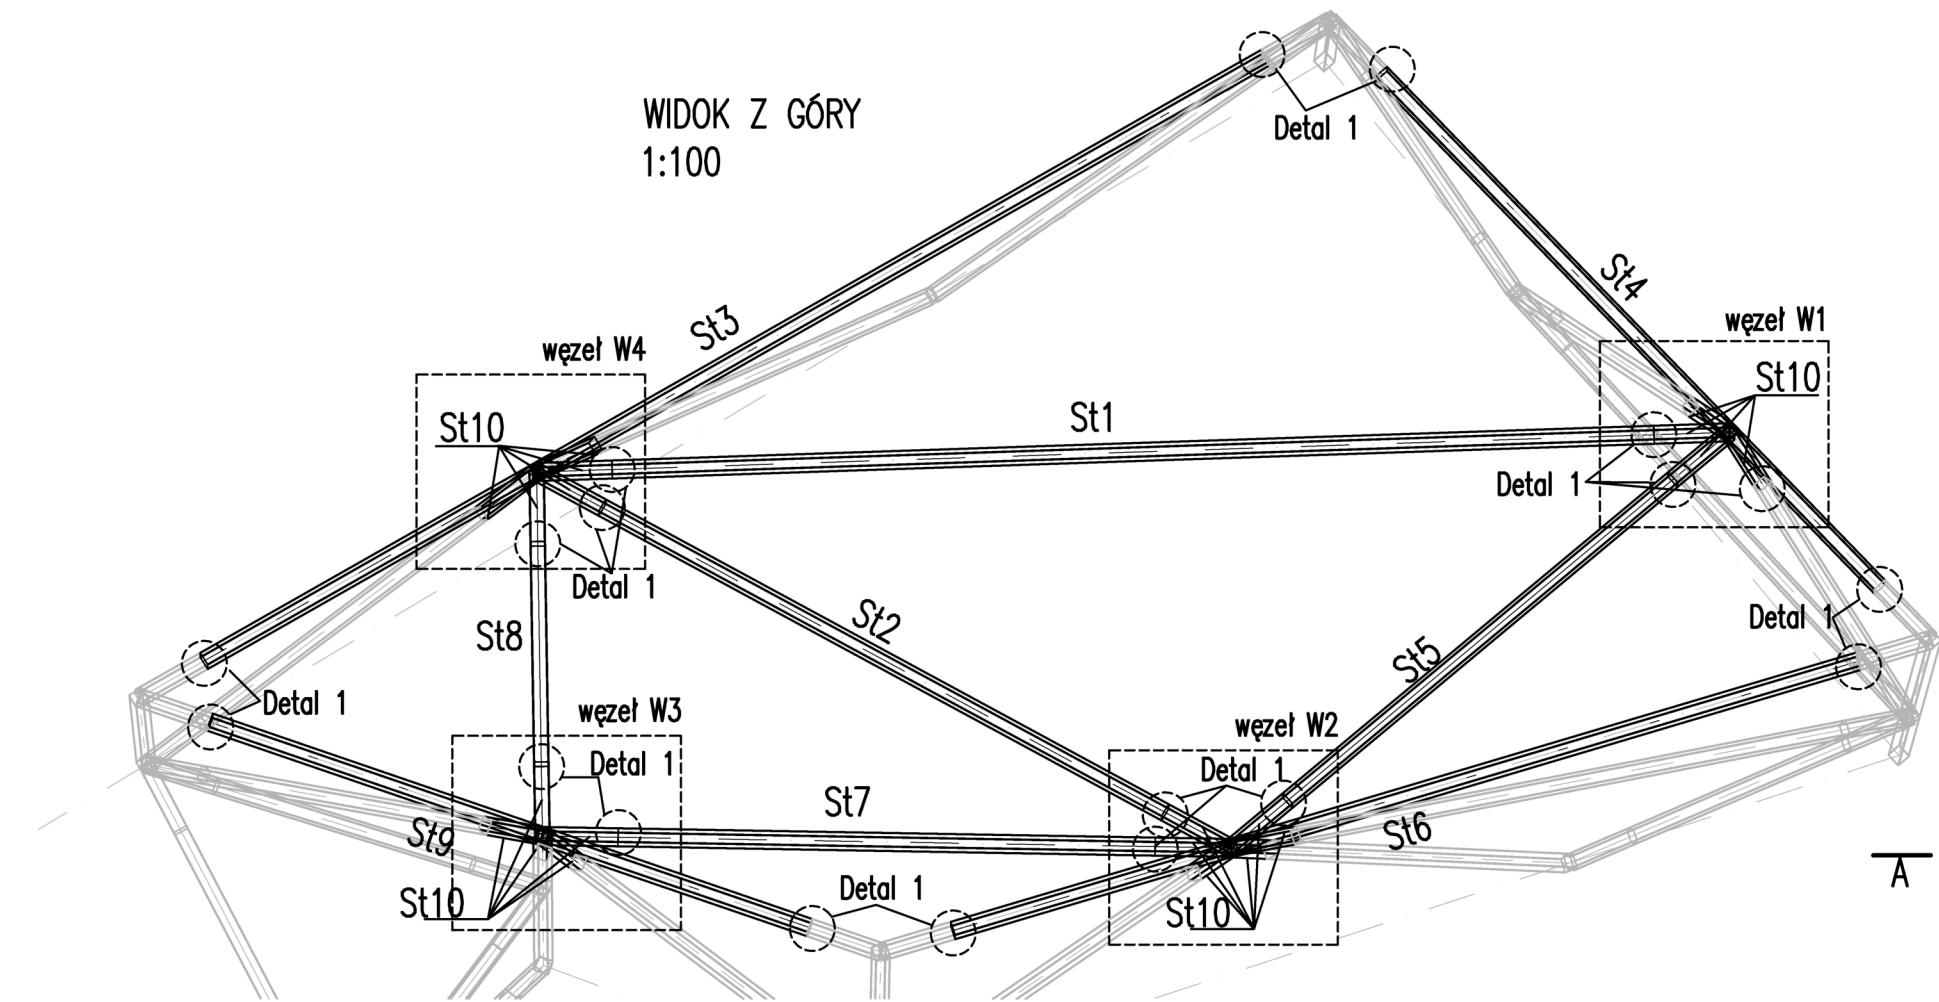 WIDOK Z GÓRY
1:100
Detal 1
St4
St3
węzeł W1
węzeł W4
St10
St1
St10
Detal 1
Detal 1
St2
Detal 1
St8
St5
Detal 1
węzeł W3
węzeł W2
Detal 1
Detal 1
St7
St6
St9
Detal 1
A
St10
St10